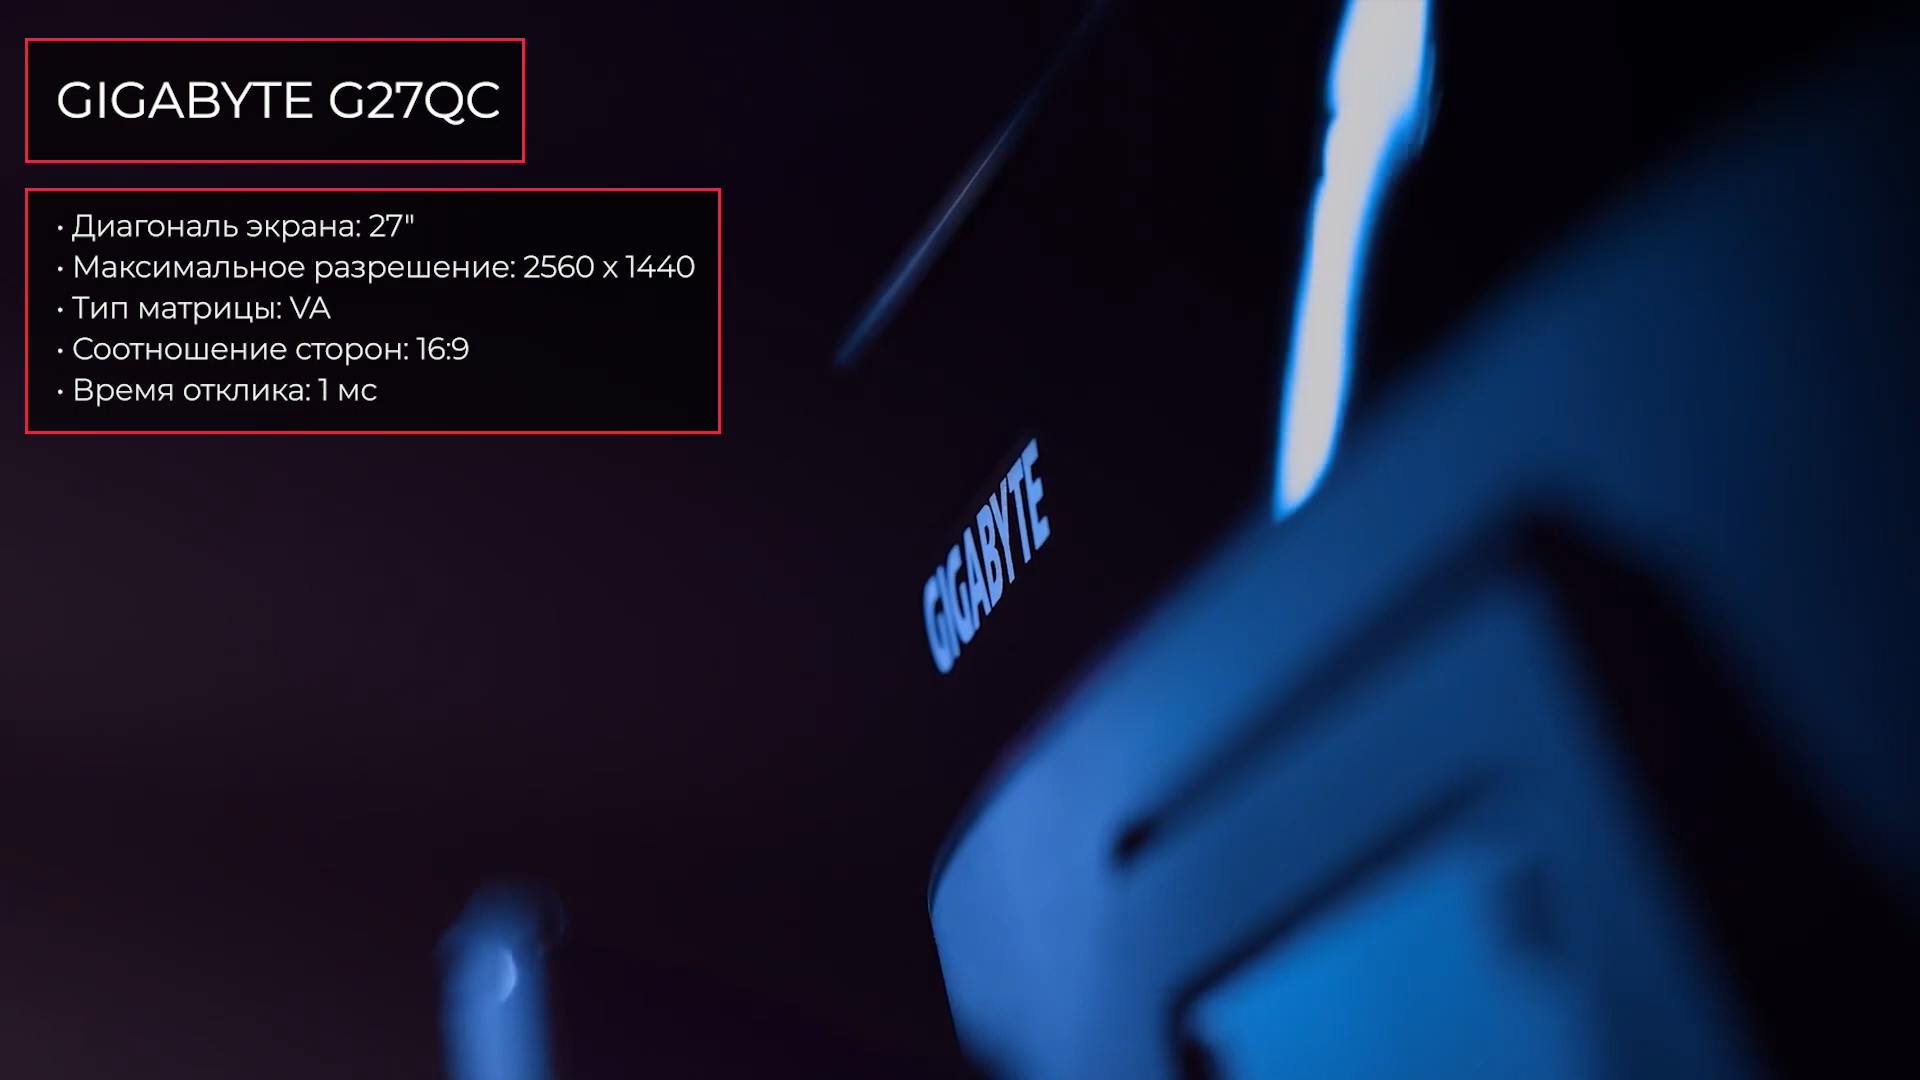 GIGABYTE G27QC
• Диагональ экрана: 27"
• Максимальное разрешение: 2560 x 1440
• Тип матрицы: VA
• Соотношение сторон: 16:9
• Время отклика: 1 мс
GIGABYTE